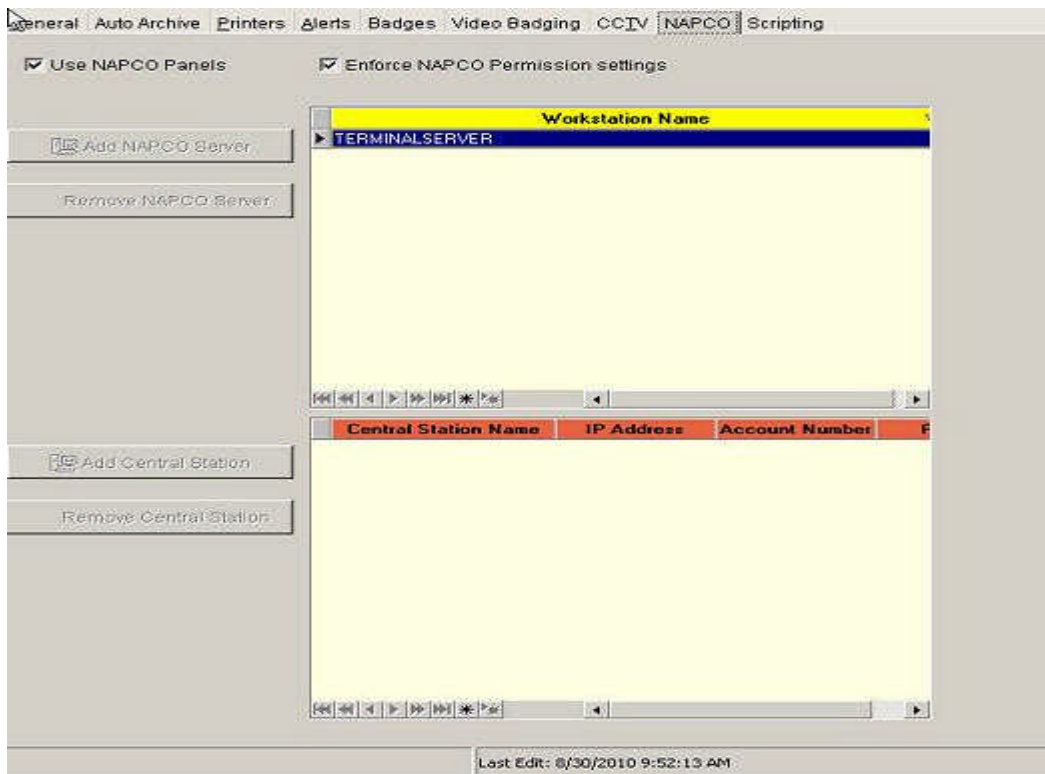 General Auto Archive Printers Alerts Badges Video Badging CCTV NAPCO Scripting
Use NAPCO Panels Enforce NAPCO Permission settings
Workstation Name
Add NAPCO Server
TERMINALSERVER
Remove NAPCO Server
Central Station Name IP Address Account Number
Add Central Station
Remove Central Station
Last Edit: 8/30/2010 9:52:13 AM